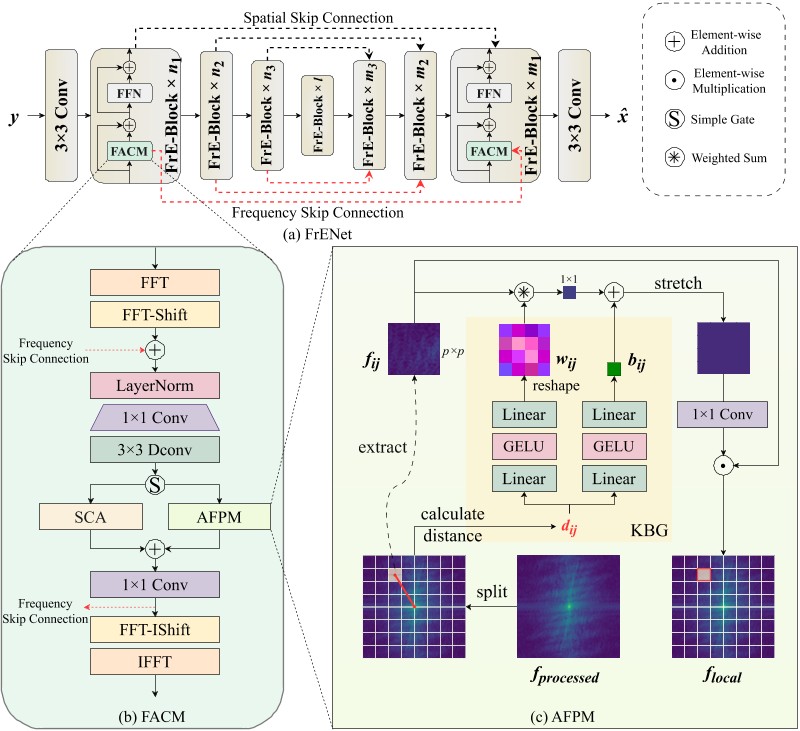 Spatial Skip Connection
y
3×3 Conv
FFN
FACM
FrE-Block × n1
FrE-Block × n2
FrE-Block × n3
FrE-Block × l
FrE-Block × m3
FrE-Block × m2
FFN
FACM
FrE-Block × m1
3×3 Conv
x̂
Frequency Skip Connection
(a) FrENet
Element-wise
Addition
Element-wise
Multiplication
S
Simple Gate
Weighted Sum
FFT
FFT-Shift
Frequency
Skip Connection
LayerNorm
1×1 Conv
3×3 Dconv
S
SCA
AFPM
1×1 Conv
Frequency
Skip Connection
FFT-IShift
IFFT
(b) FACM
1×1
stretch
fij
p×p
wij
bij
reshape
Linear
Linear
GELU
GELU
Linear
Linear
1×1 Conv
extract
calculate
distance
dij
KBG
split
fprocessed
flocal
(c) AFPM